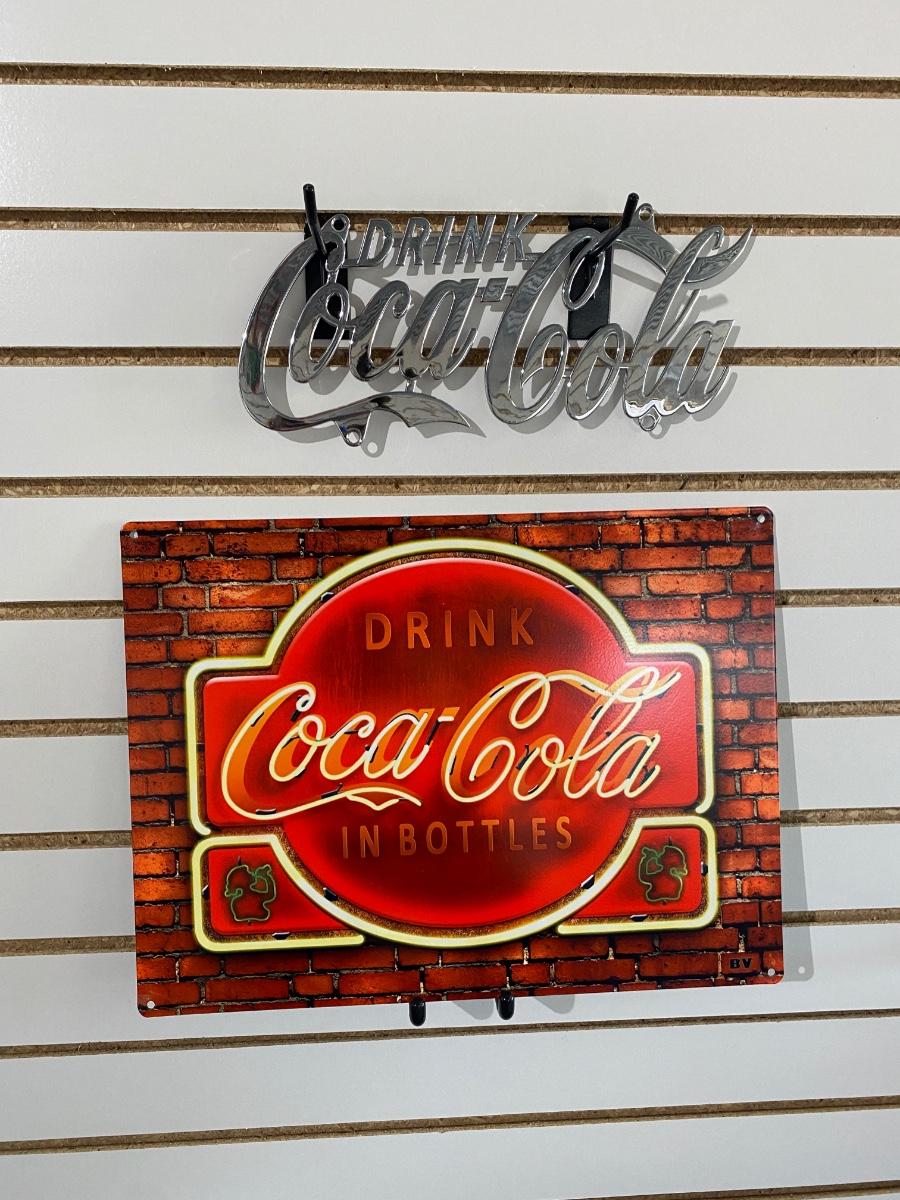 DRINK
Coca-Cola
DRINK
Coca-Cola
IN BOTTLES
BV